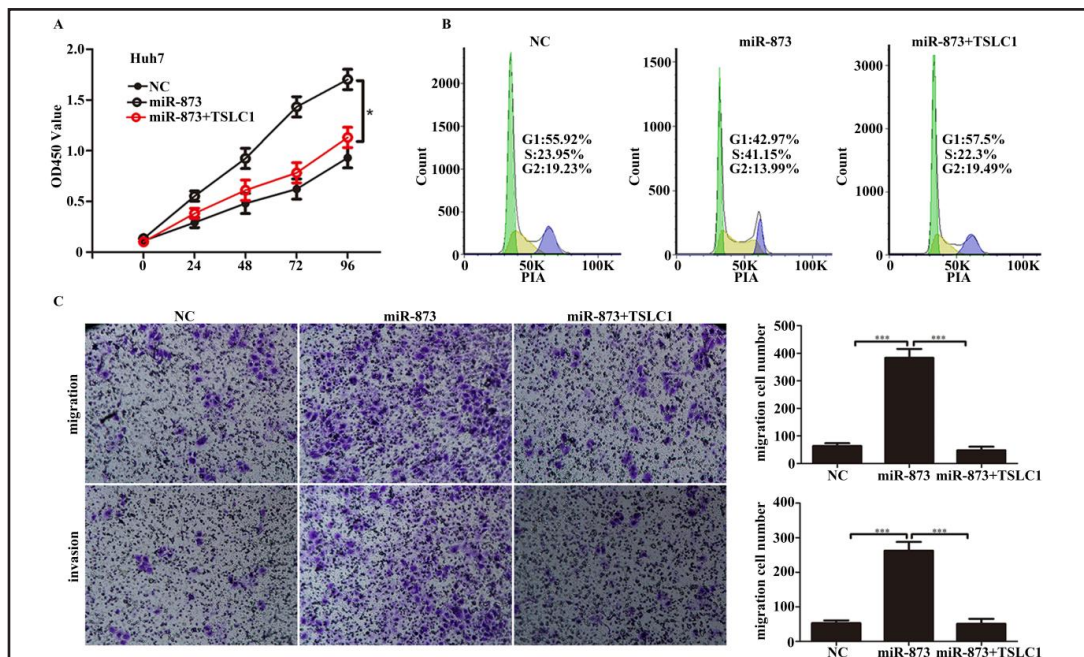 A
Huh7
NC
miR-873
miR-873+TSLC1
OD450 Value
2.0
1.5
1.0
0.5
0
0 24 48 72 96
*
B
NC
Count
2000
1500
1000
500
0
G1:55.92%
S:23.95%
G2:19.23%
0 50K 100K
PIA
miR-873
Count
1500
1000
500
0
G1:42.97%
S:41.15%
G2:13.99%
0 50K 100K
PIA
miR-873+TSLC1
Count
3000
2000
1000
0
G1:57.5%
S:22.3%
G2:19.49%
0 50K 100K
PIA
C
NC miR-873 miR-873+TSLC1
migration
invasion
migration cell number
500
400
300
200
100
0
*** ***
NC miR-873 miR-873+TSLC1
migration cell number
400
300
200
100
0
*** ***
NC miR-873 miR-873+TSLC1